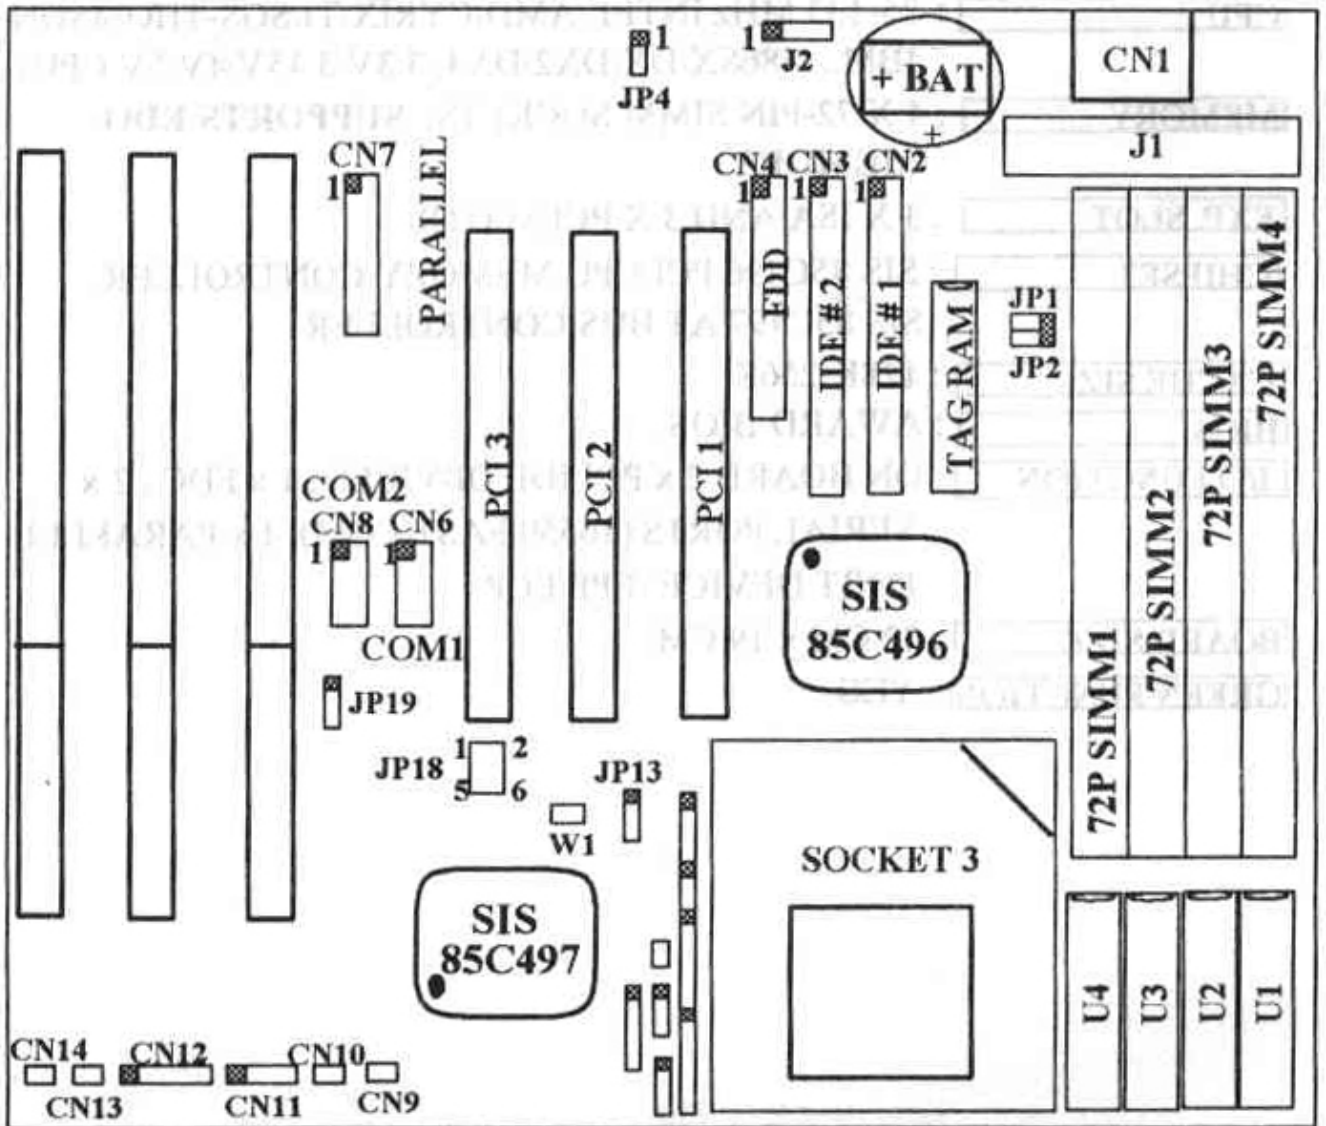 1
JP4
1
J2
+ BAT
+
CN1
J1
CN7
1
PARALEL
CN4
1
FDD
CN3
1
IDE # 2
CN2
1
IDE # 1
TAG RAM
JP1
JP2
72P SIMM1
72P SIMM2
72P SIMM3
72P SIMM4
PCI 3
PCI 2
PCI 1
COM2
CN8
1
CN6
1
COM1
SIS
85C496
JP19
JP18
1 2
5 6
W1
JP13
SOCKET 3
SIS
85C497
U4
U3
U2
U1
CN14
CN13
CN12
CN11
CN10
CN9